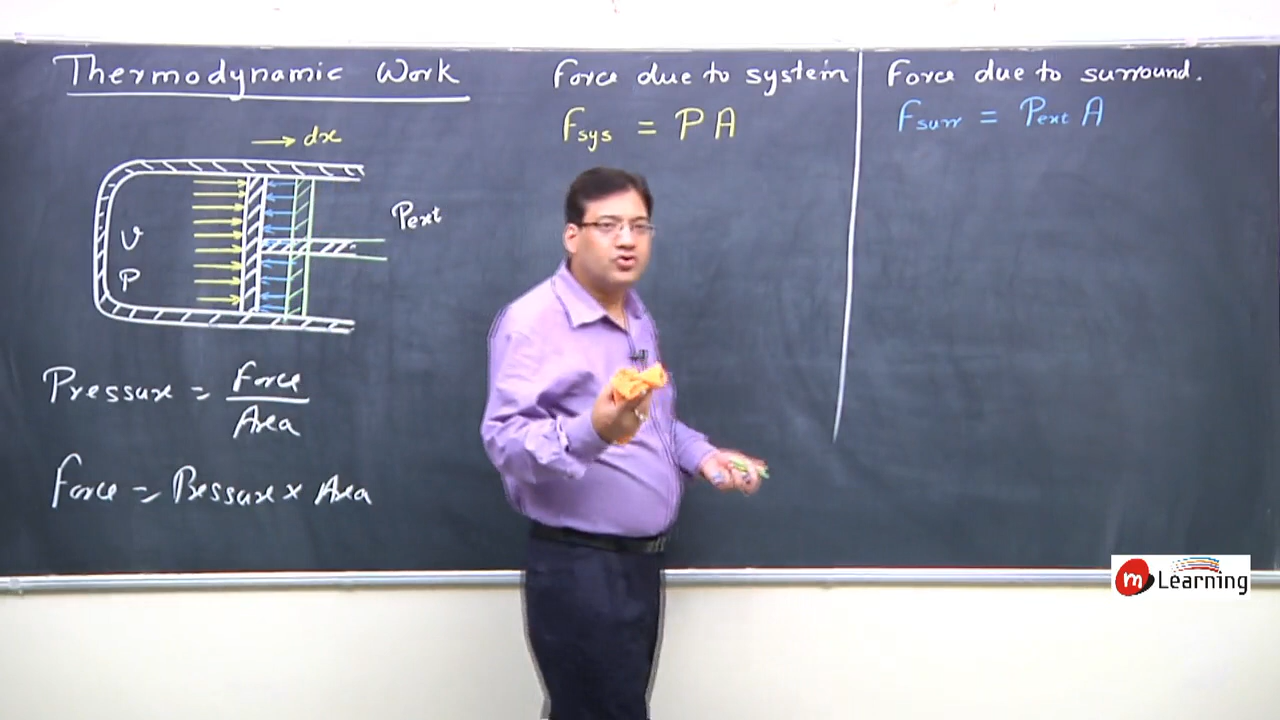 Thermodynamic Work
dx
V
P
Pext
Pressure = Force / Area
Force = Pressure × Area
Force due to system
Fsys = P A
Force due to surround.
Fsurr = Pext A
m Learning